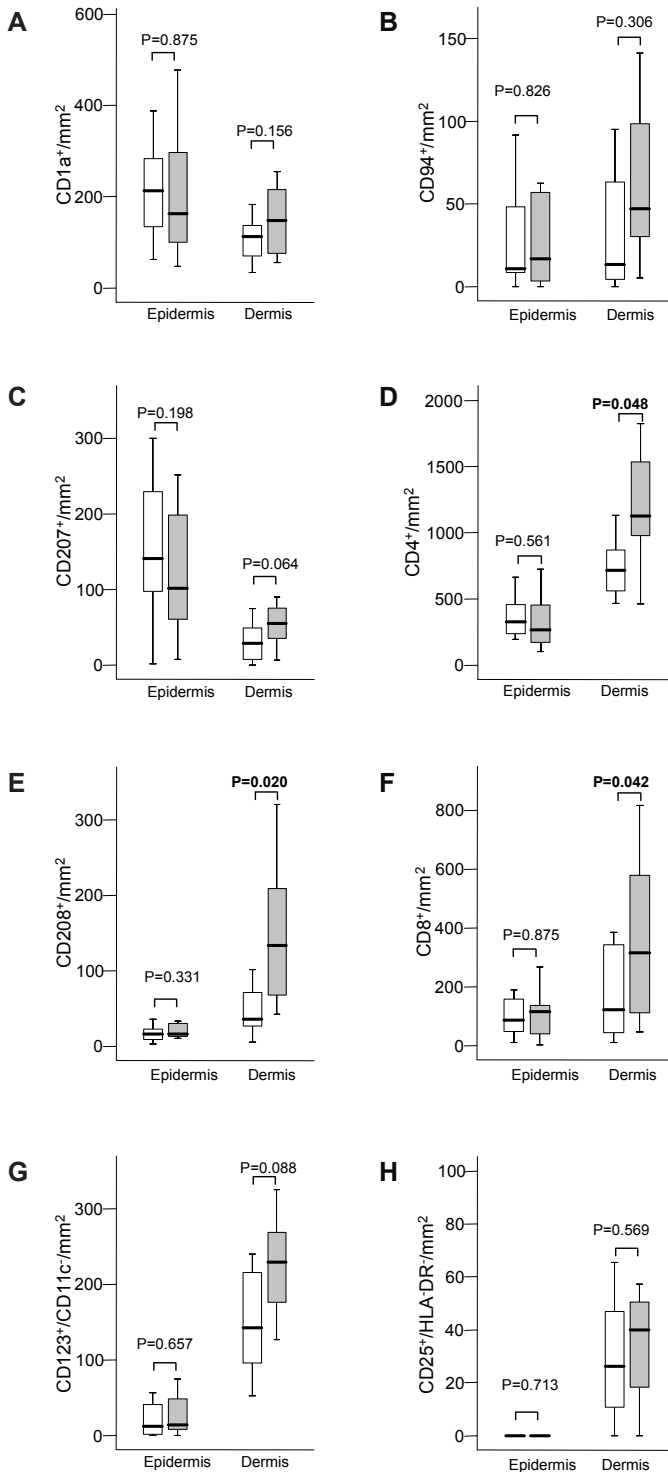 A
CD1a⁺/mm²
600
400
200
0
P=0.875
P=0.156
Epidermis Dermis
B
CD94⁺/mm²
150
100
50
0
P=0.826
P=0.306
Epidermis Dermis
C
CD207⁺/mm²
300
200
100
0
P=0.198
P=0.064
Epidermis Dermis
D
CD4⁺/mm²
2000
1500
1000
500
0
P=0.561
P=0.048
Epidermis Dermis
E
CD208⁺/mm²
300
200
100
0
P=0.331
P=0.020
Epidermis Dermis
F
CD8⁺/mm²
800
600
400
200
0
P=0.875
P=0.042
Epidermis Dermis
G
CD123⁺/CD11c⁻/mm²
300
200
100
0
P=0.657
P=0.088
Epidermis Dermis
H
CD25⁺/HLA⁻DR⁻/mm²
100
80
60
40
20
0
P=0.713
P=0.569
Epidermis Dermis